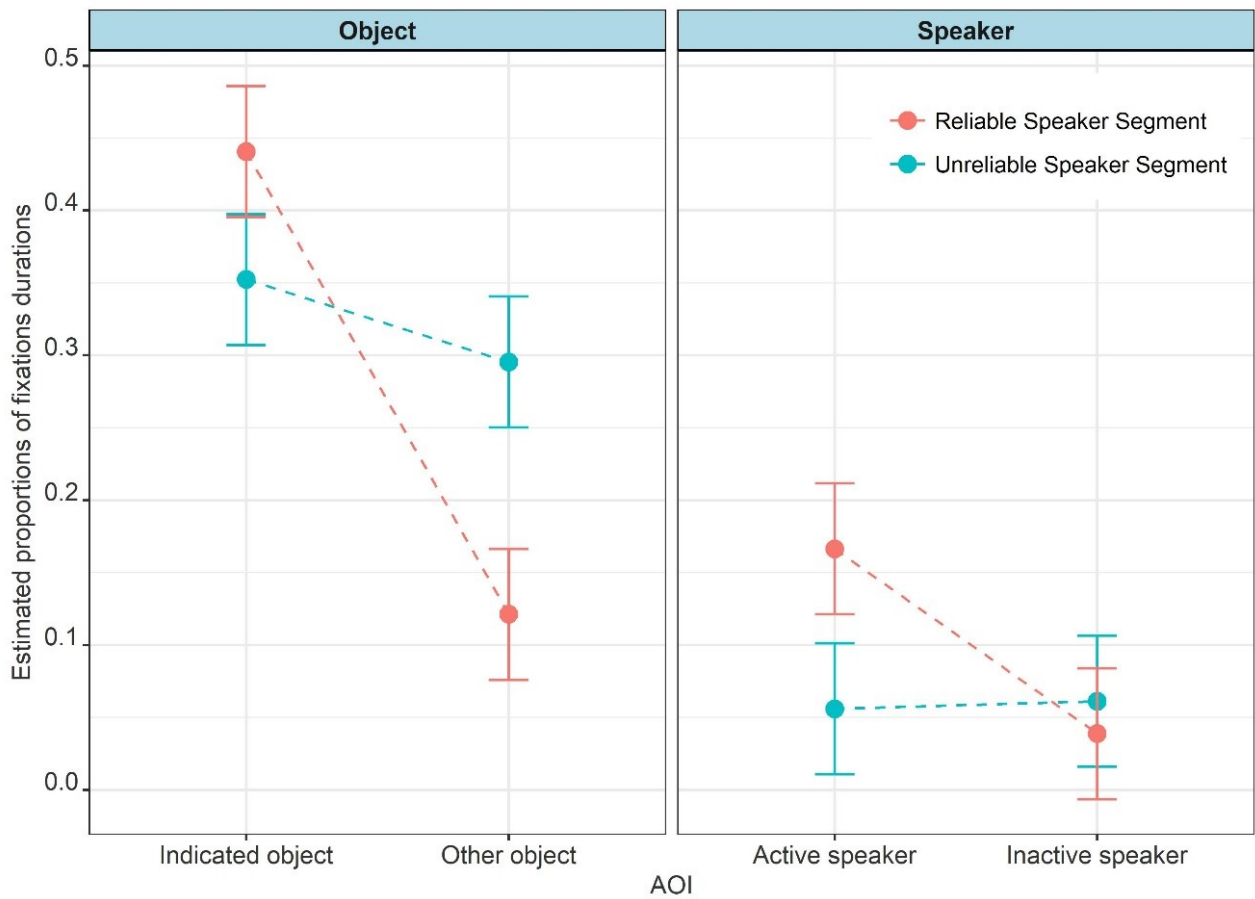 Object
Speaker
Estimated proportions of fixations durations
0.5
0.4
0.3
0.2
0.1
0.0
Reliable Speaker Segment
Unreliable Speaker Segment
Indicated object
Other object
Active speaker
Inactive speaker
AOI